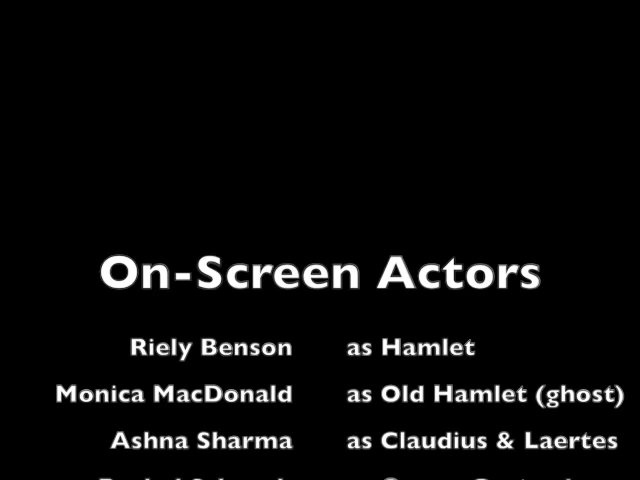 On-Screen Actors
Riely Benson as Hamlet
Monica MacDonald as Old Hamlet (ghost)
Ashna Sharma as Claudius & Laertes